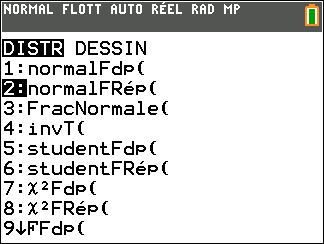 NORMAL FLOTT AUTO RÉEL RAD MP
DISTR DESSIN
1:normalFdp(
2:normalFRép(
3:FracNormale(
4:invT(
5:studentFdp(
6:studentFRép(
7:χ²Fdp(
8:χ²FRép(
9↓FFdp(